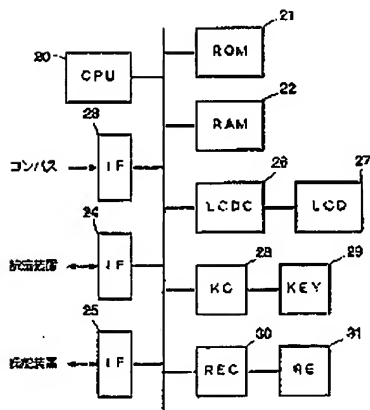 21
20
ROM
CPU
22
23
RAM
コンパス
IF
26
27
LCDC
LCD
24
IF
28
29
KC
KEY
25
IF
30
31
REC
RE